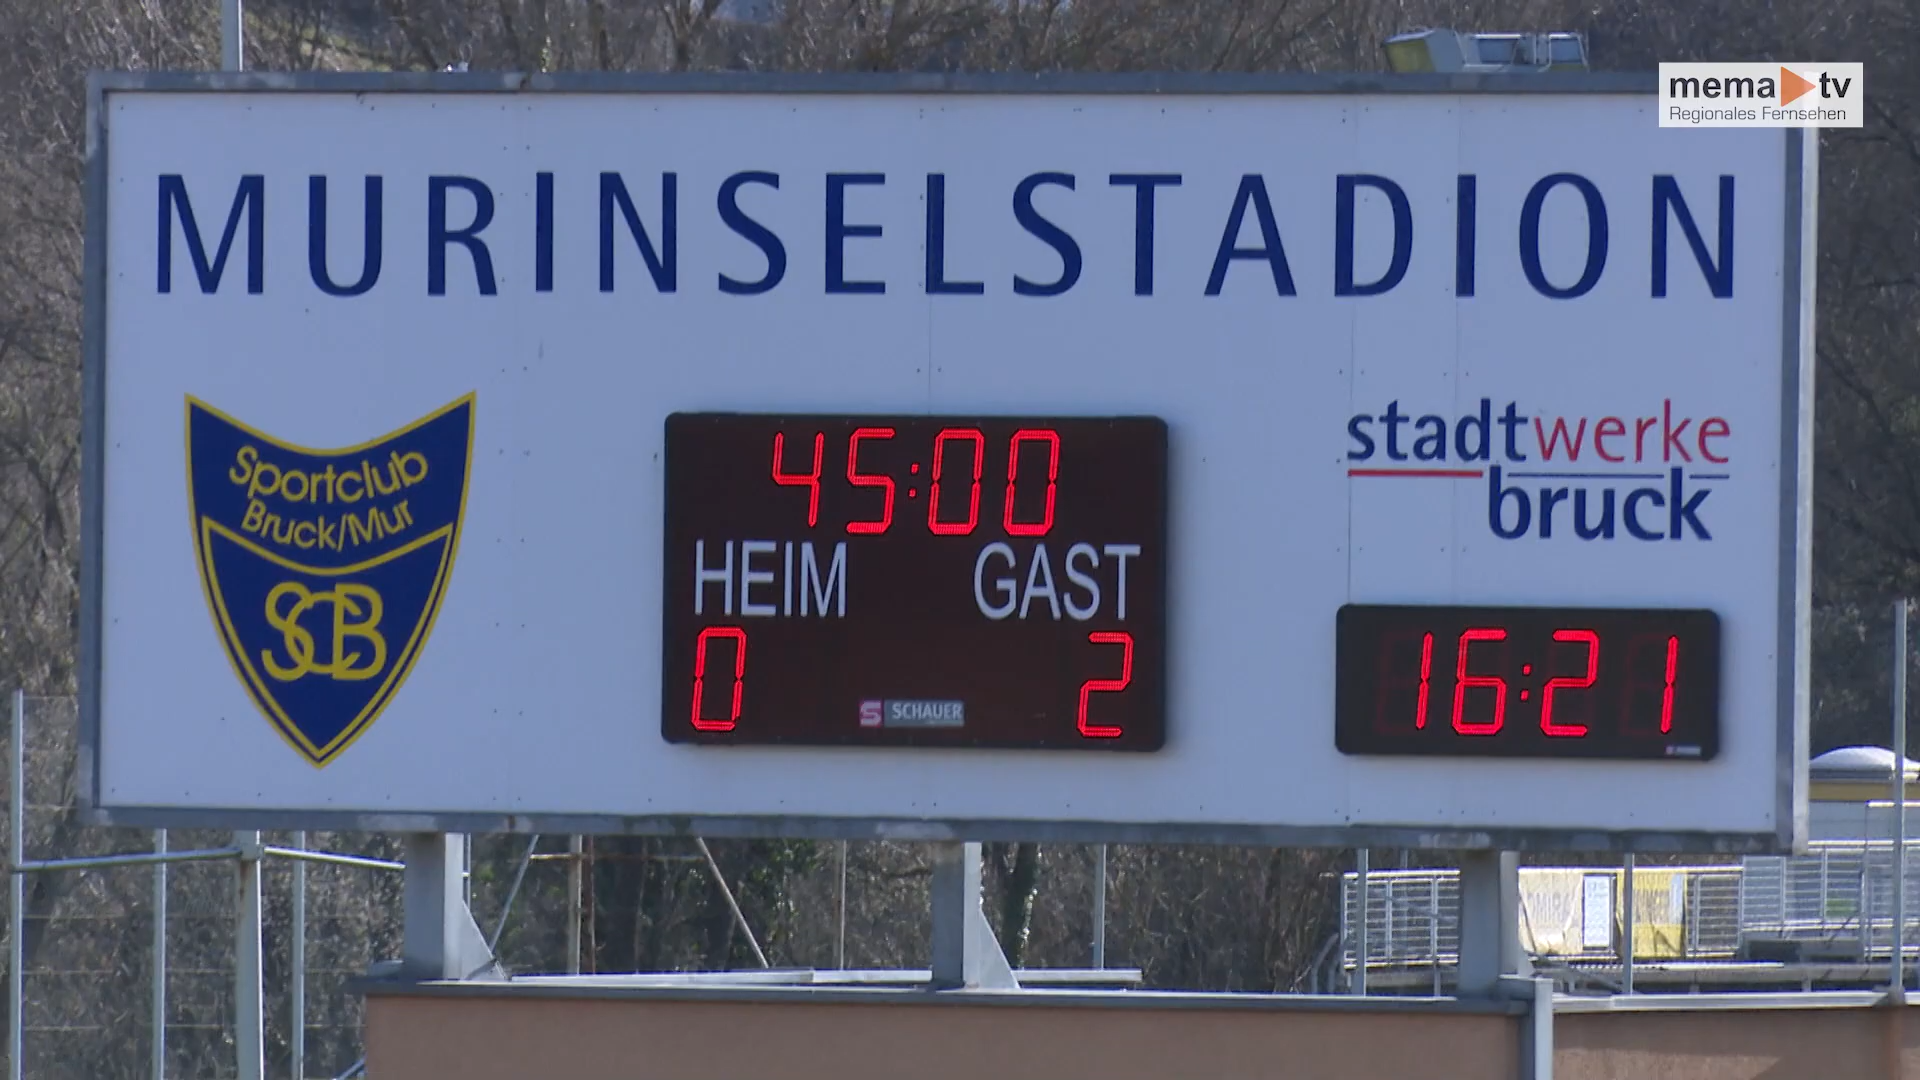 mema tv
Regionales Fernsehen
MURINSELSTADION
Sportclub
Bruck/Mur
SCB
45:00
HEIM GAST
0 2
SCHAUER
stadtwerke
bruck
16:21